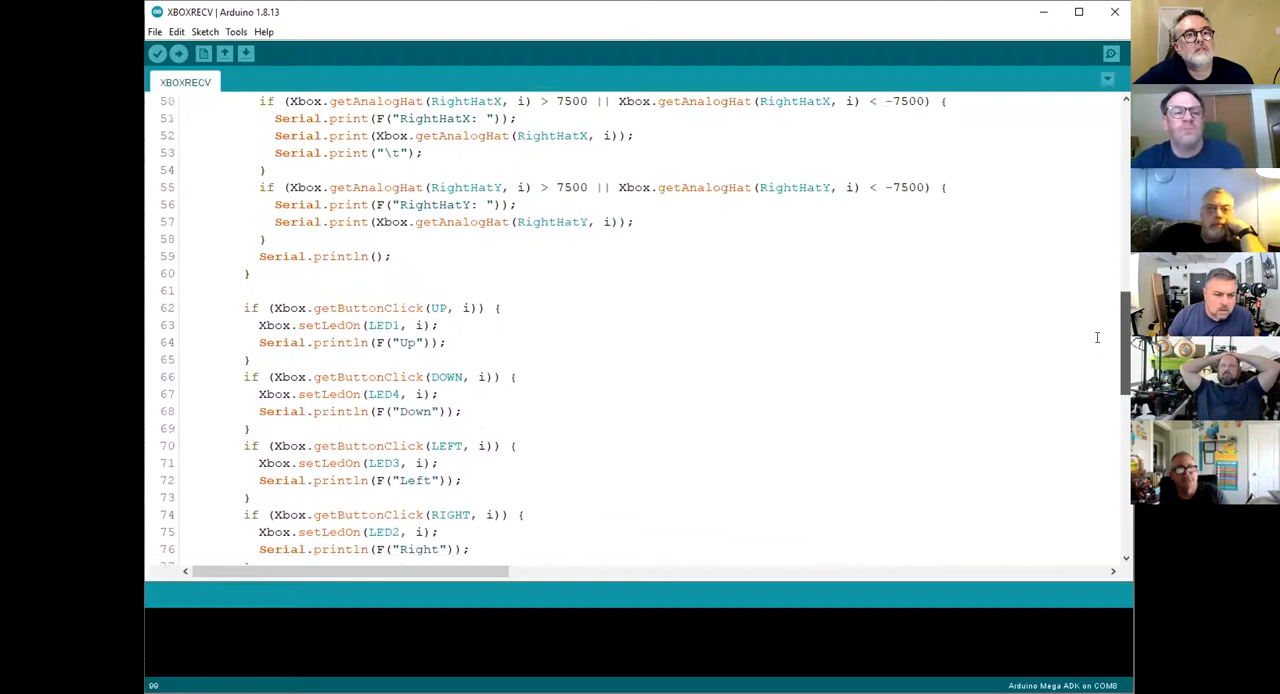 XBOXRECV | Arduino 1.8.13
File Edit Sketch Tools Help
XBOXRECV
50 if (Xbox.getAnalogHat(RightHatX, i) > 7500 || Xbox.getAnalogHat(RightHatX, i) < -7500) {
51 Serial.print(F("RightHatX: "));
52 Serial.print(Xbox.getAnalogHat(RightHatX, i));
53 Serial.print("\t");
54 }
55 if (Xbox.getAnalogHat(RightHatY, i) > 7500 || Xbox.getAnalogHat(RightHatY, i) < -7500) {
56 Serial.print(F("RightHatY: "));
57 Serial.print(Xbox.getAnalogHat(RightHatY, i));
58 }
59 Serial.println();
60 }
61
62 if (Xbox.getButtonClick(UP, i)) {
63 Xbox.setLedOn(LED1, i);
64 Serial.println(F("Up"));
65 }
66 if (Xbox.getButtonClick(DOWN, i)) {
67 Xbox.setLedOn(LED4, i);
68 Serial.println(F("Down"));
69 }
70 if (Xbox.getButtonClick(LEFT, i)) {
71 Xbox.setLedOn(LED3, i);
72 Serial.println(F("Left"));
73 }
74 if (Xbox.getButtonClick(RIGHT, i)) {
75 Xbox.setLedOn(LED2, i);
76 Serial.println(F("Right"));
99 Arduino Mega ADK on COM8